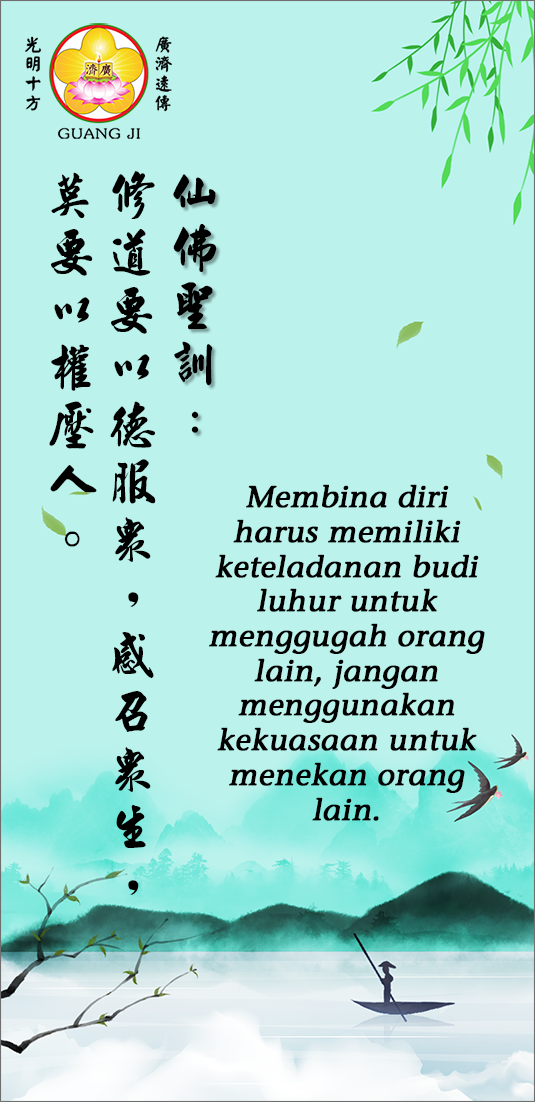 廣濟遠傳
光明十方
濟廣
GUANG JI
仙佛聖訓：
修道要以德服眾，感召眾生，
莫要以權壓人。
Membina diri
harus memiliki
keteladanan budi
luhur untuk
menggugah orang
lain, jangan
menggunakan
kekuasaan untuk
menekan orang
lain.